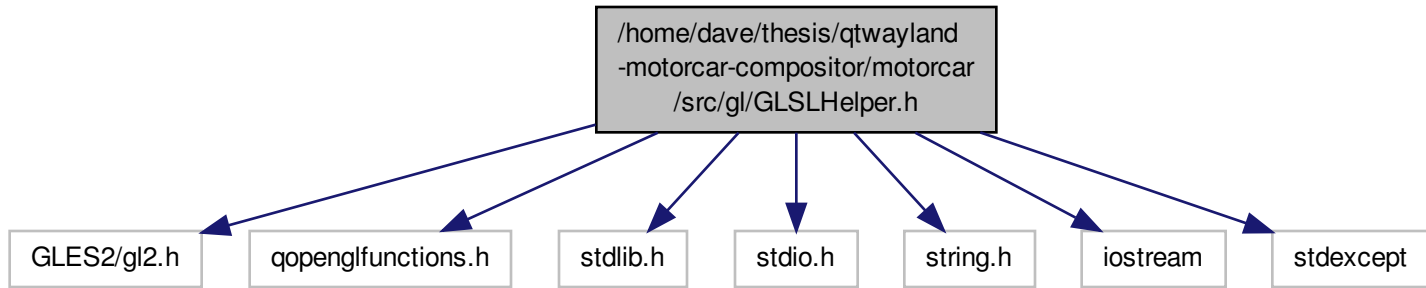 /home/dave/thesis/qtwayland
-motorcar-compositor/motorcar
/src/gl/GLSLHelper.h
GLES2/gl2.h
qopenglfunctions.h
stdlib.h
stdio.h
string.h
iostream
stdexcept